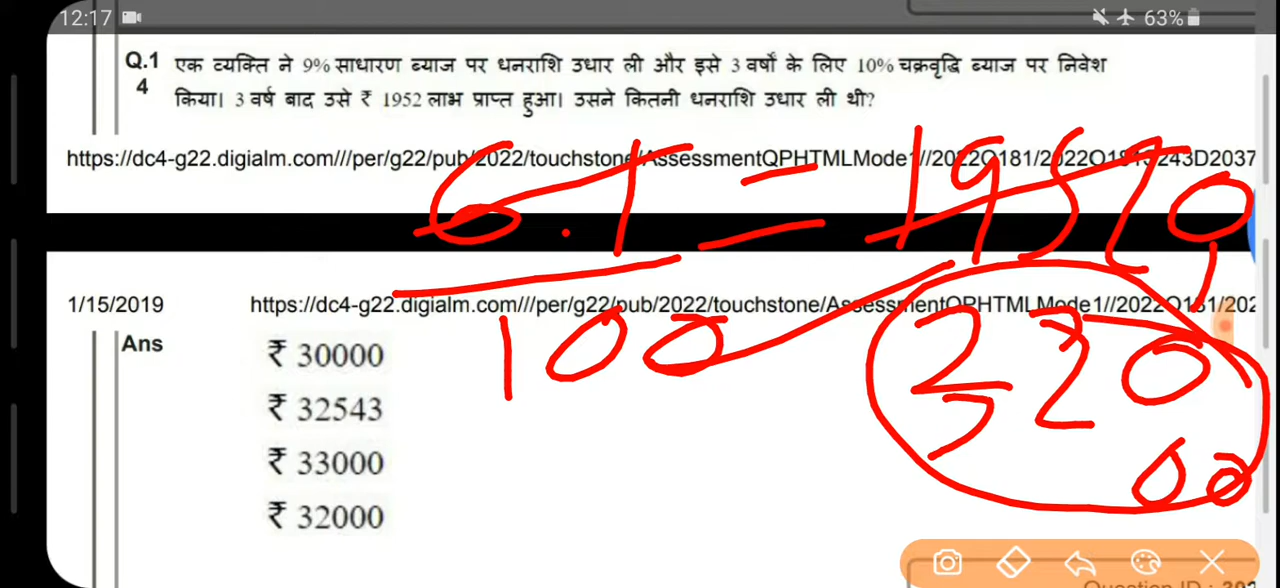 12:17
63%
Q.1 एक व्यक्ति ने 9% साधारण ब्याज पर धनराशि उधार ली और इसे 3 वर्षों के लिए 10% चक्रवृद्धि ब्याज पर निवेश
4 किया। 3 वर्ष बाद उसे ₹ 1952 लाभ प्राप्त हुआ। उसने कितनी धनराशि उधार ली थी?
https://dc4-g22.digialm.com///per/g22/pub/2022/touchstone/AssessmentQPHTMLMode1//2022O181/2022O181S243D2037
6.1 = 1952
100
1/15/2019 https://dc4-g22.digialm.com///per/g22/pub/2022/touchstone/AssessmentQPHTMLMode1//2022O181/202
320
00
Ans ₹ 30000
₹ 32543
₹ 33000
₹ 32000